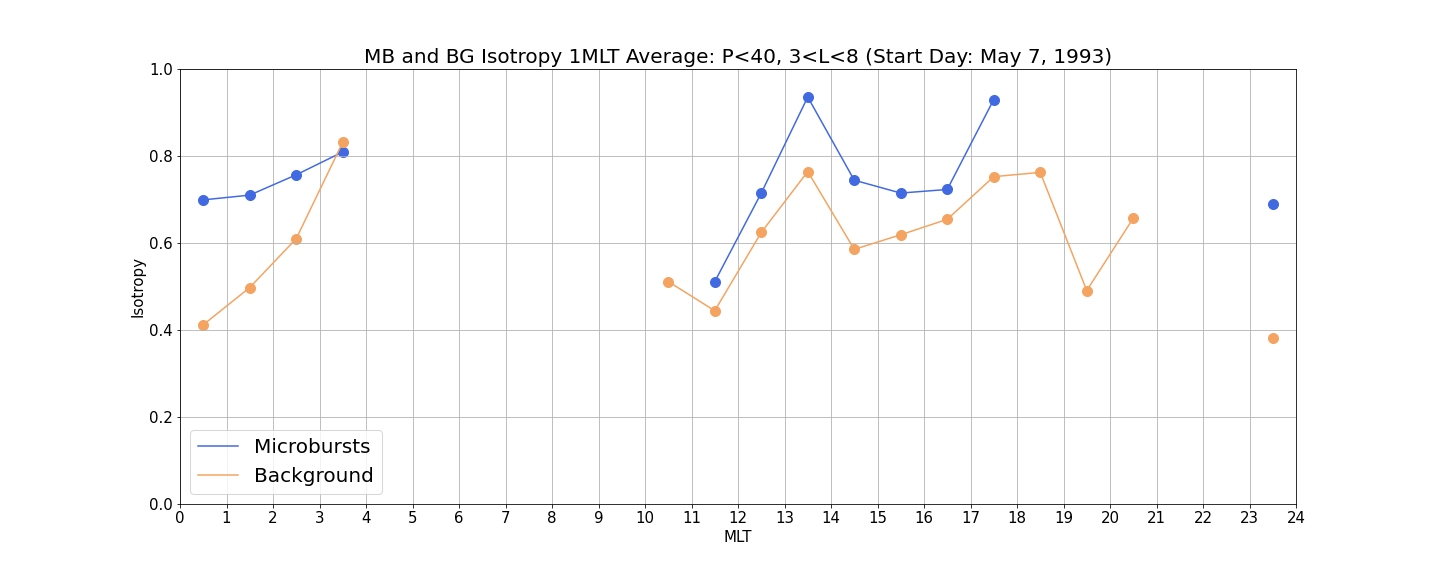 MB and BG Isotropy 1MLT Average: P<40, 3<L<8 (Start Day: May 7, 1993)
1.0
0.8
0.6
0.4
0.2
0.0
Isotropy
Microbursts
Background
0 1 2 3 4 5 6 7 8 9 10 11 12 13 14 15 16 17 18 19 20 21 22 23 24
MLT